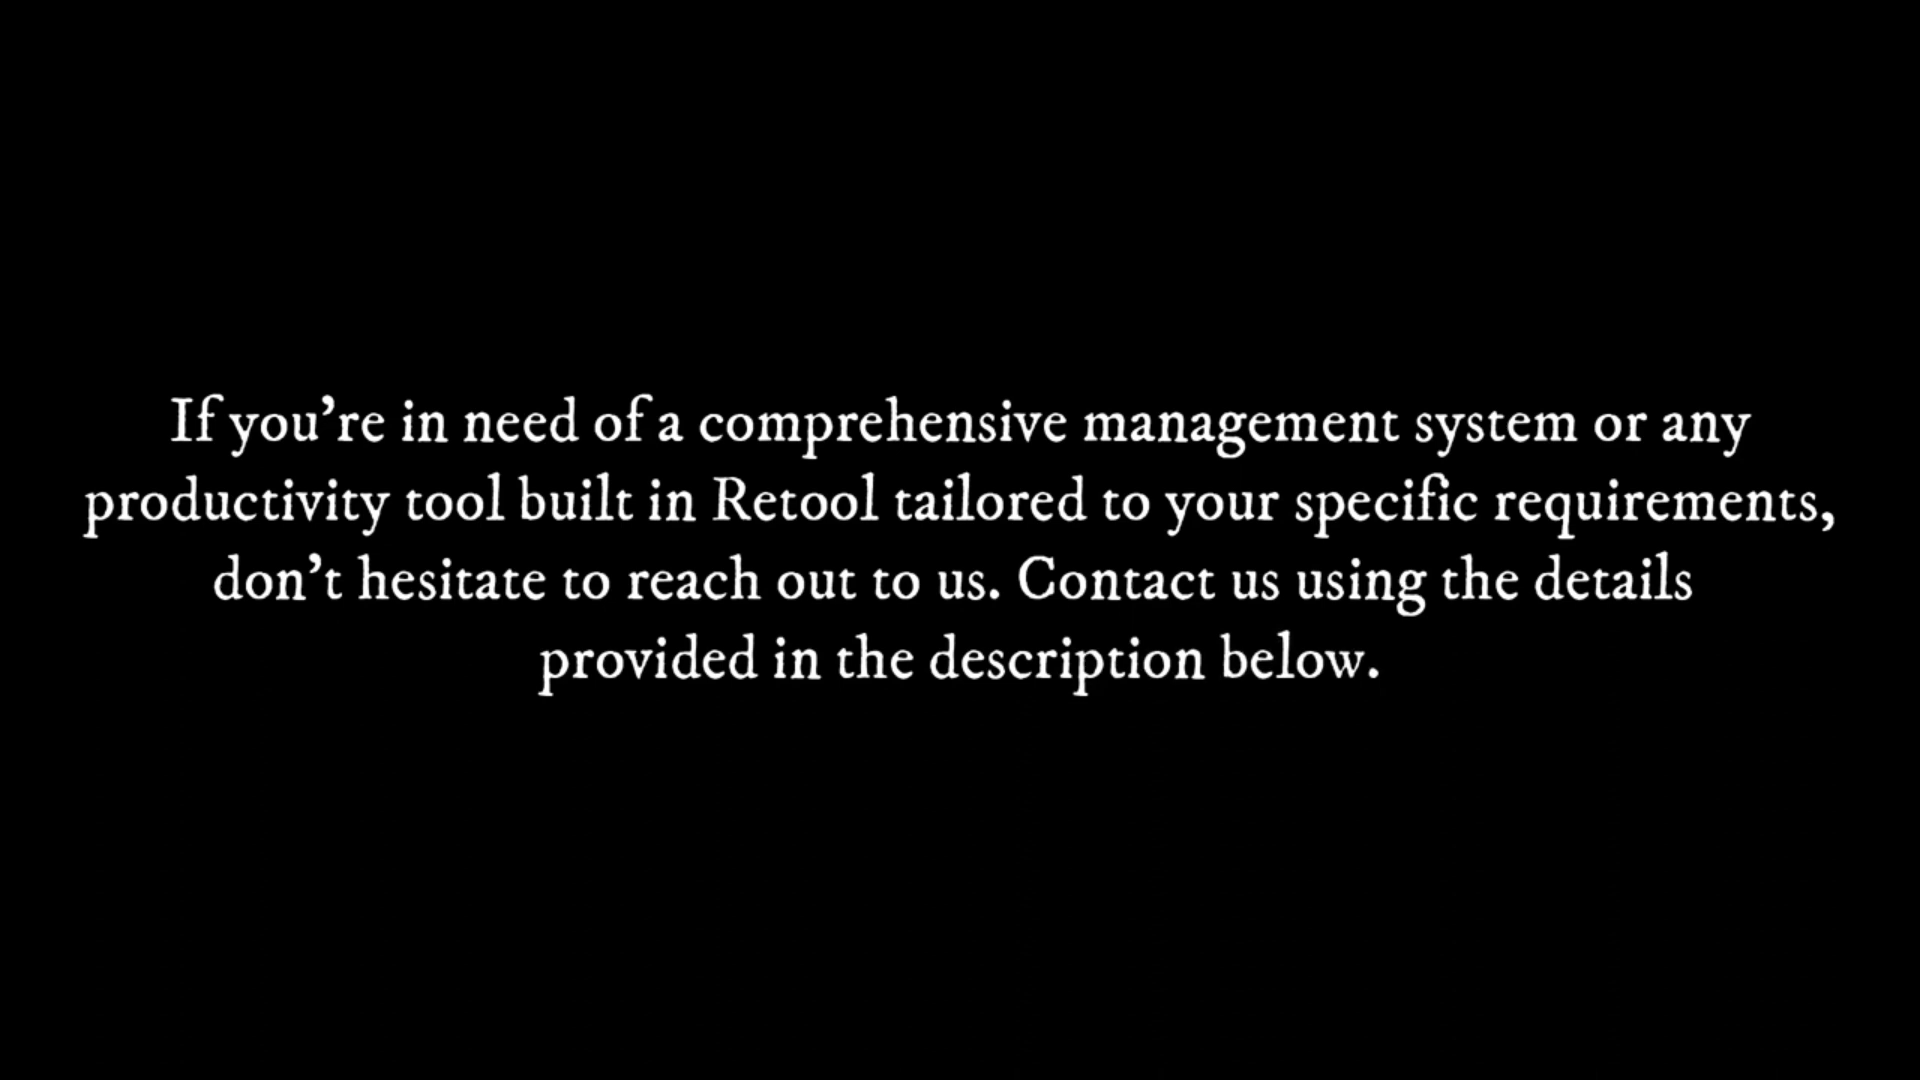 If you’re in need of a comprehensive management system or any
productivity tool built in Retool tailored to your specific requirements,
don’t hesitate to reach out to us. Contact us using the details
provided in the description below.